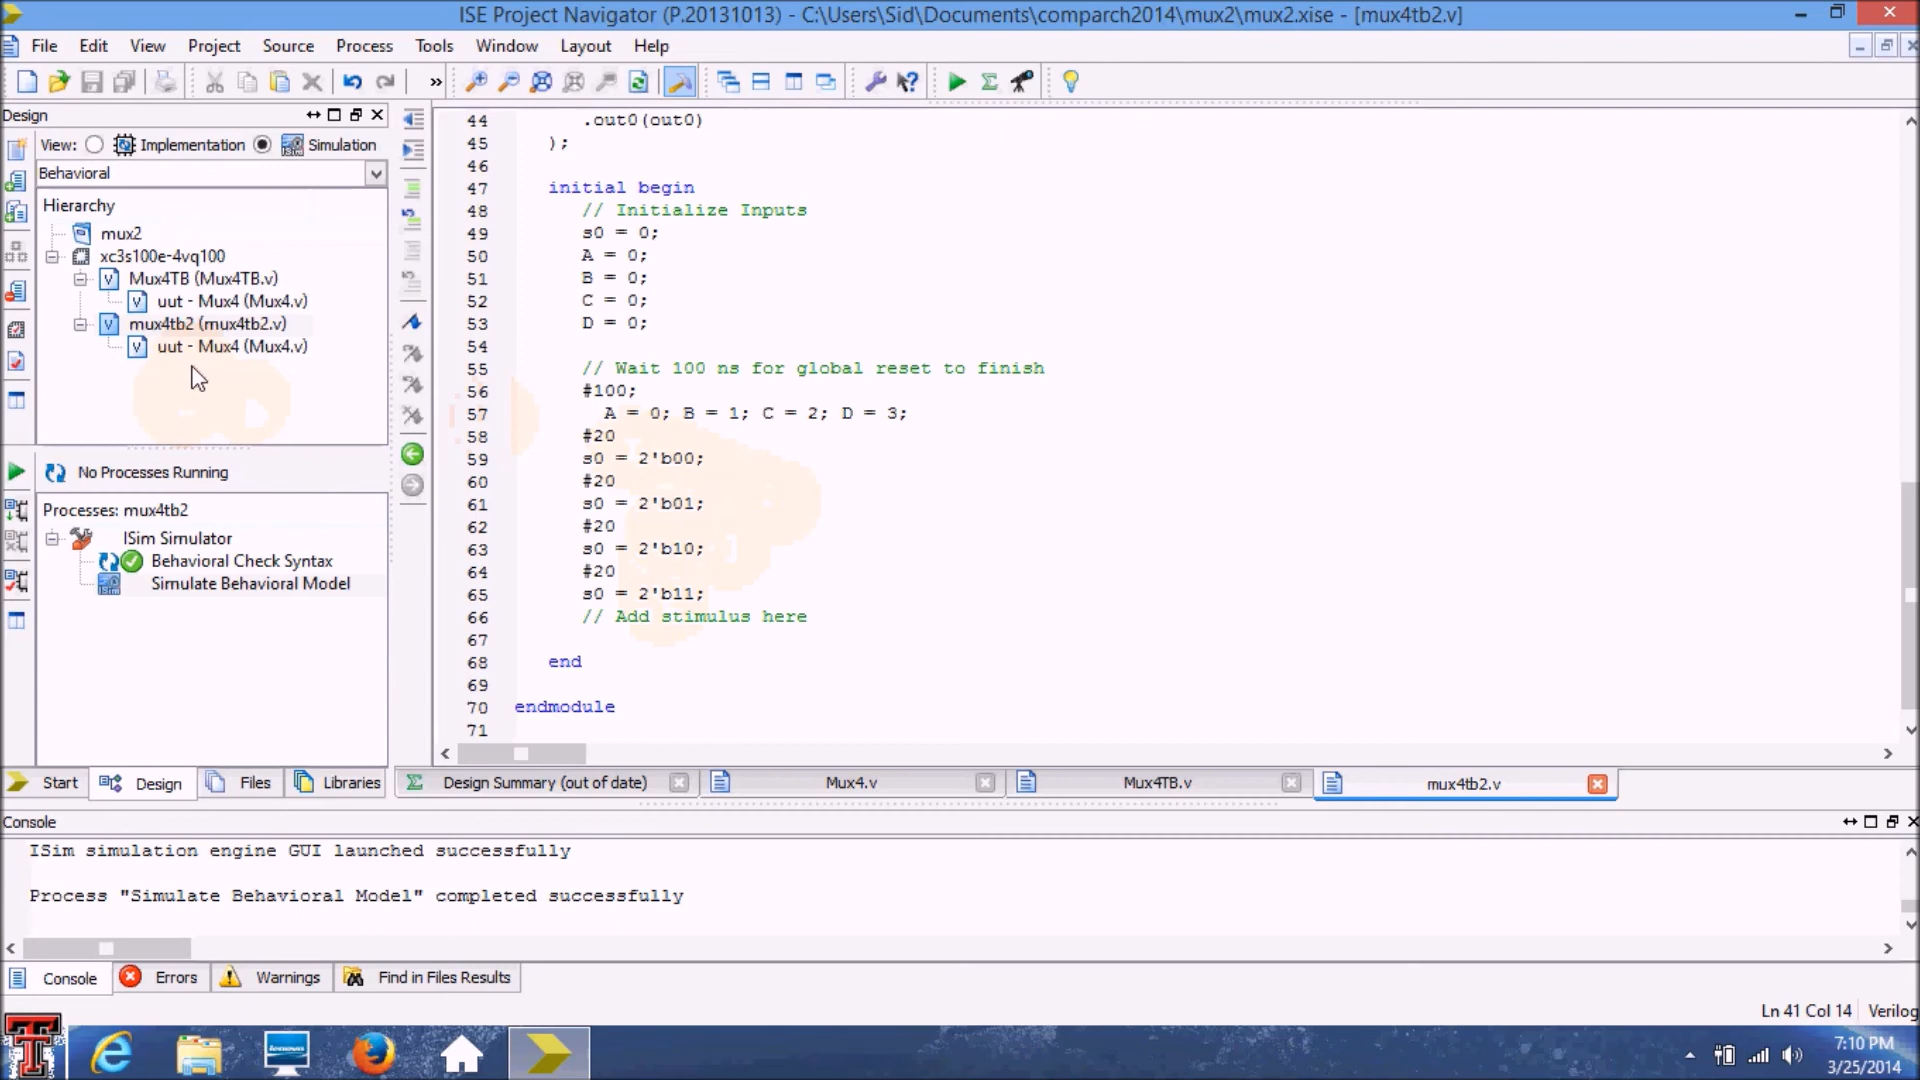 ISE Project Navigator (P.20131013) - C:\Users\Sid\Documents\comparch2014\mux2\mux2.xise - [mux4tb2.v]
File Edit View Project Source Process Tools Window Layout Help
»
Design
View: Implementation Simulation
Behavioral
Hierarchy
mux2
xc3s100e-4vq100
Mux4TB (Mux4TB.v)
uut - Mux4 (Mux4.v)
mux4tb2 (mux4tb2.v)
uut - Mux4 (Mux4.v)
No Processes Running
Processes: mux4tb2
ISim Simulator
Behavioral Check Syntax
Simulate Behavioral Model
Start Design Files Libraries
44 .out0(out0)
45 );
46
47 initial begin
48 // Initialize Inputs
49 s0 = 0;
50 A = 0;
51 B = 0;
52 C = 0;
53 D = 0;
54
55 // Wait 100 ns for global reset to finish
56 #100;
57 A = 0; B = 1; C = 2; D = 3;
58 #20
59 s0 = 2'b00;
60 #20
61 s0 = 2'b01;
62 #20
63 s0 = 2'b10;
64 #20
65 s0 = 2'b11;
66 // Add stimulus here
67
68 end
69
70 endmodule
71
Design Summary (out of date) Mux4.v Mux4TB.v mux4tb2.v
Console
ISim simulation engine GUI launched successfully
Process "Simulate Behavioral Model" completed successfully
Console Errors Warnings Find in Files Results
Ln 41 Col 14 Verilog
7:10 PM
3/25/2014